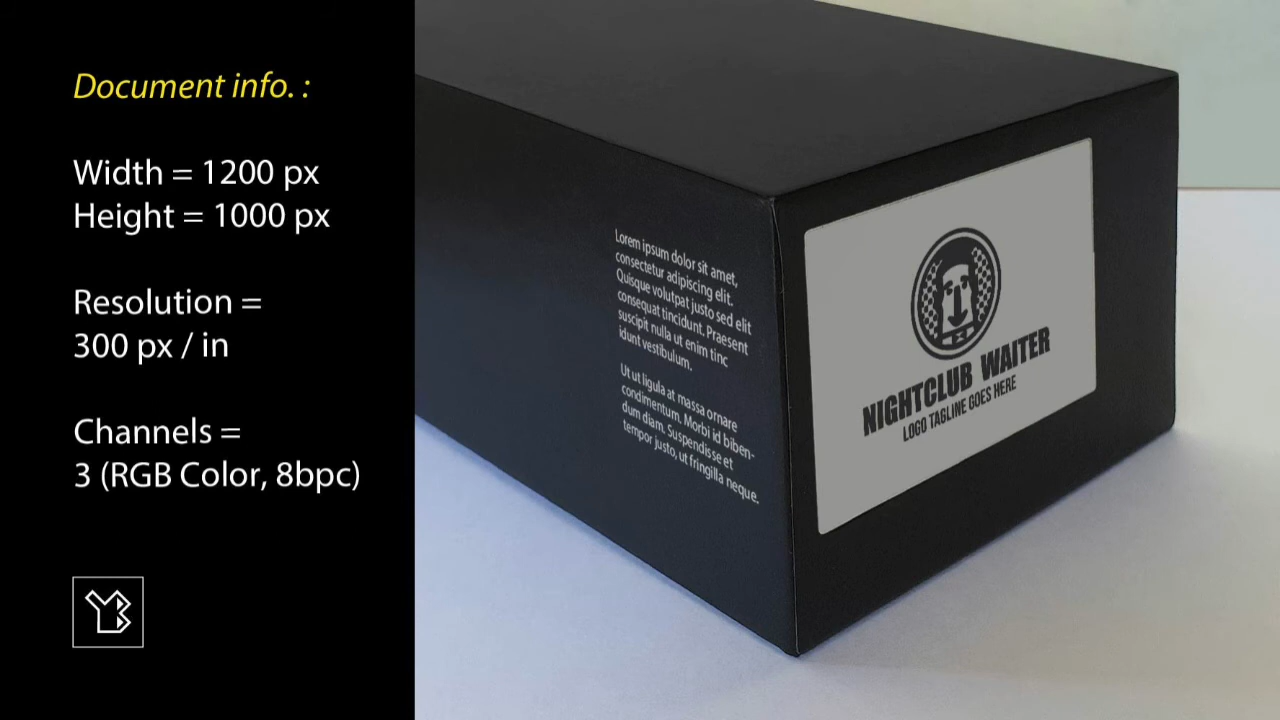 Document info. :
Width = 1200 px
Height = 1000 px
Resolution =
300 px / in
Channels =
3 (RGB Color, 8bpc)
YB
Lorem ipsum dolor sit amet,
consectetur adipiscing elit.
Quisque volutpat justo sed elit
consequat tincidunt. Praesent
suscipit nulla ut enim tinc
idunt vestibulum.
Ut ut ligula at massa ornare
condimentum. Morbi id biben-
dum diam. Suspendisse et
tempor justo, ut fringilla neque.
NIGHTCLUB WAITER
LOGO TAGLINE GOES HERE